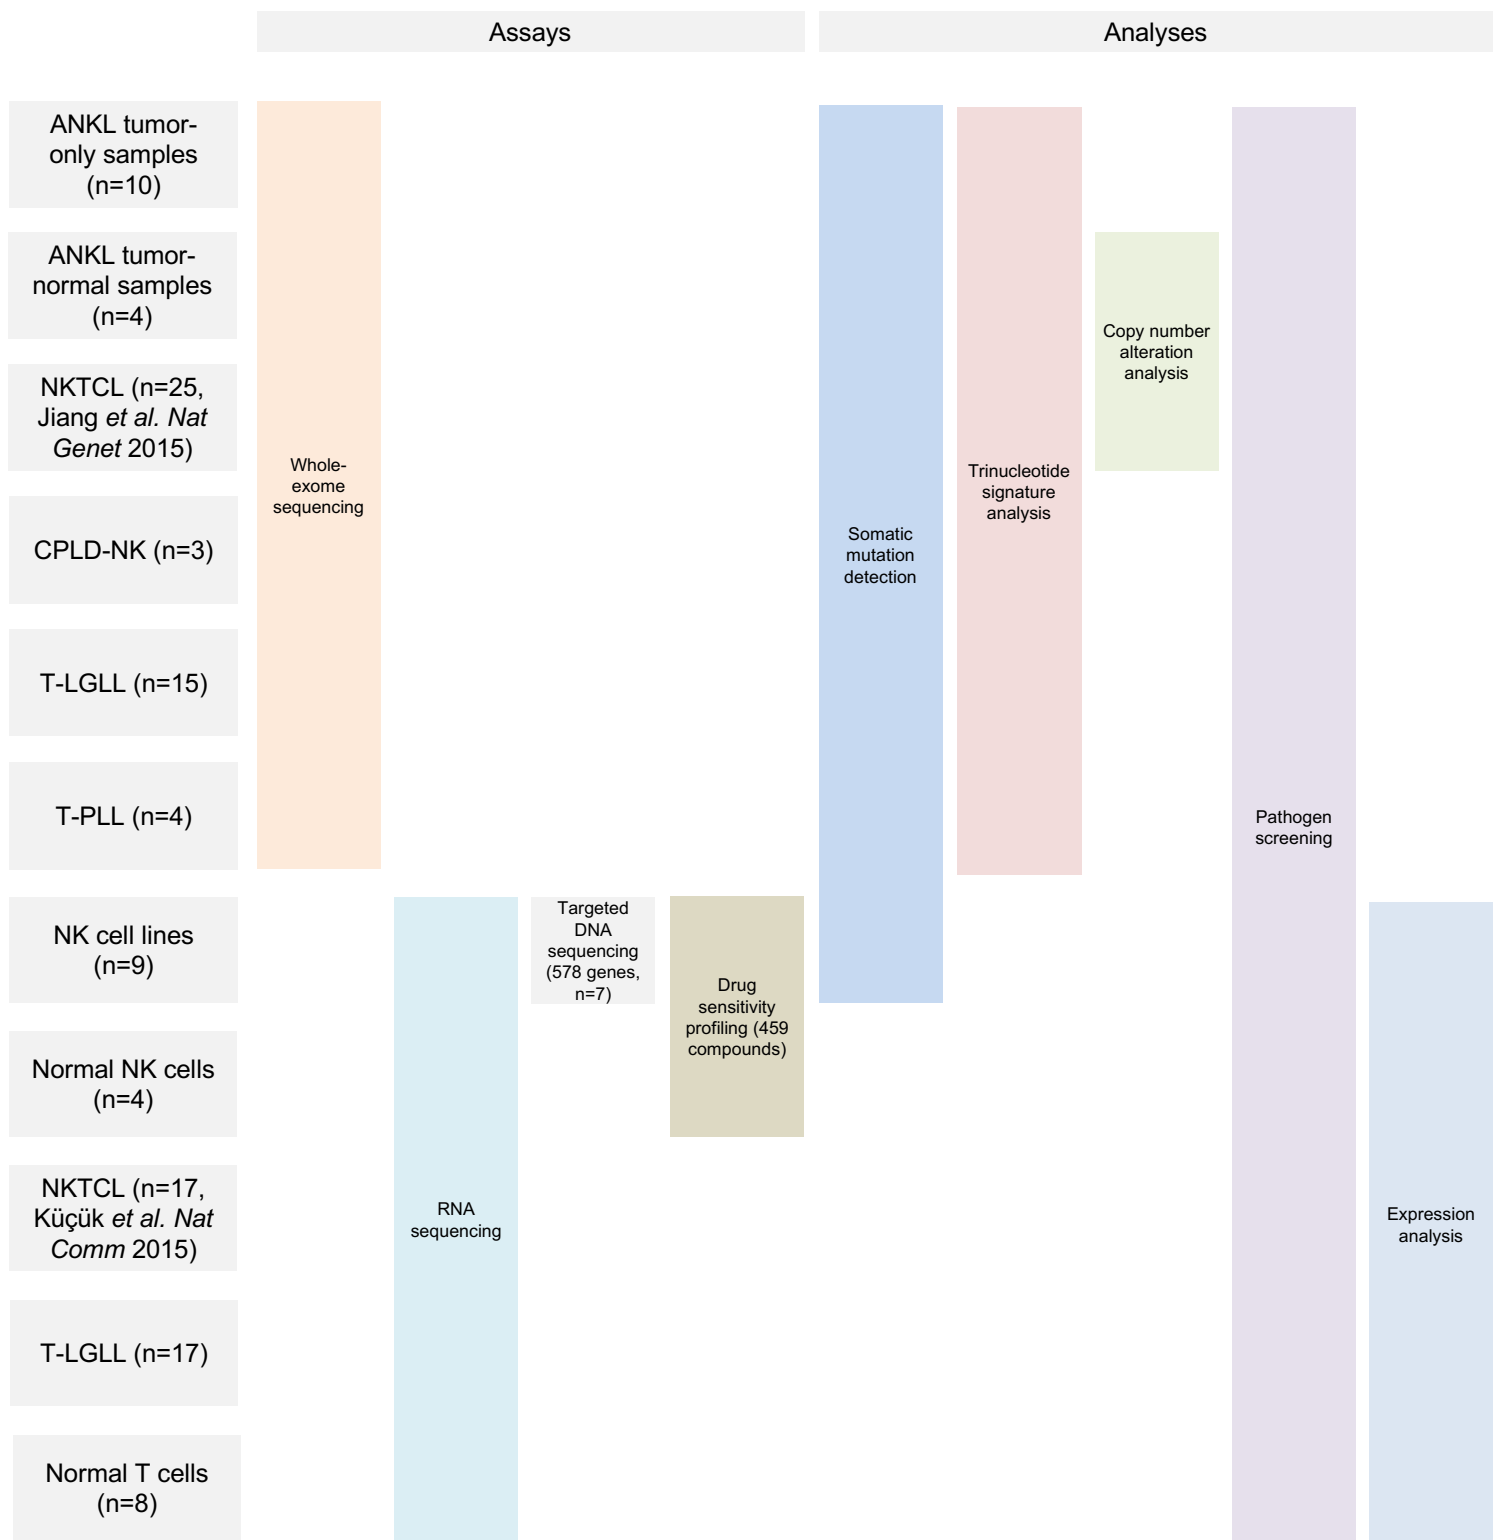 Assays
Analyses
ANKL tumor-
only samples
(n=10)
ANKL tumor-
normal samples
(n=4)
NKTCL (n=25,
Jiang et al. Nat
Genet 2015)
CPLD-NK (n=3)
T-LGLL (n=15)
T-PLL (n=4)
NK cell lines
(n=9)
Normal NK cells
(n=4)
NKTCL (n=17,
Küçük et al. Nat
Comm 2015)
T-LGLL (n=17)
Normal T cells
(n=8)
Whole-
exome
sequencing
RNA
sequencing
Targeted
DNA
sequencing
(578 genes,
n=7)
Drug
sensitivity
profiling (459
compounds)
Somatic
mutation
detection
Trinucleotide
signature
analysis
Copy number
alteration
analysis
Pathogen
screening
Expression
analysis